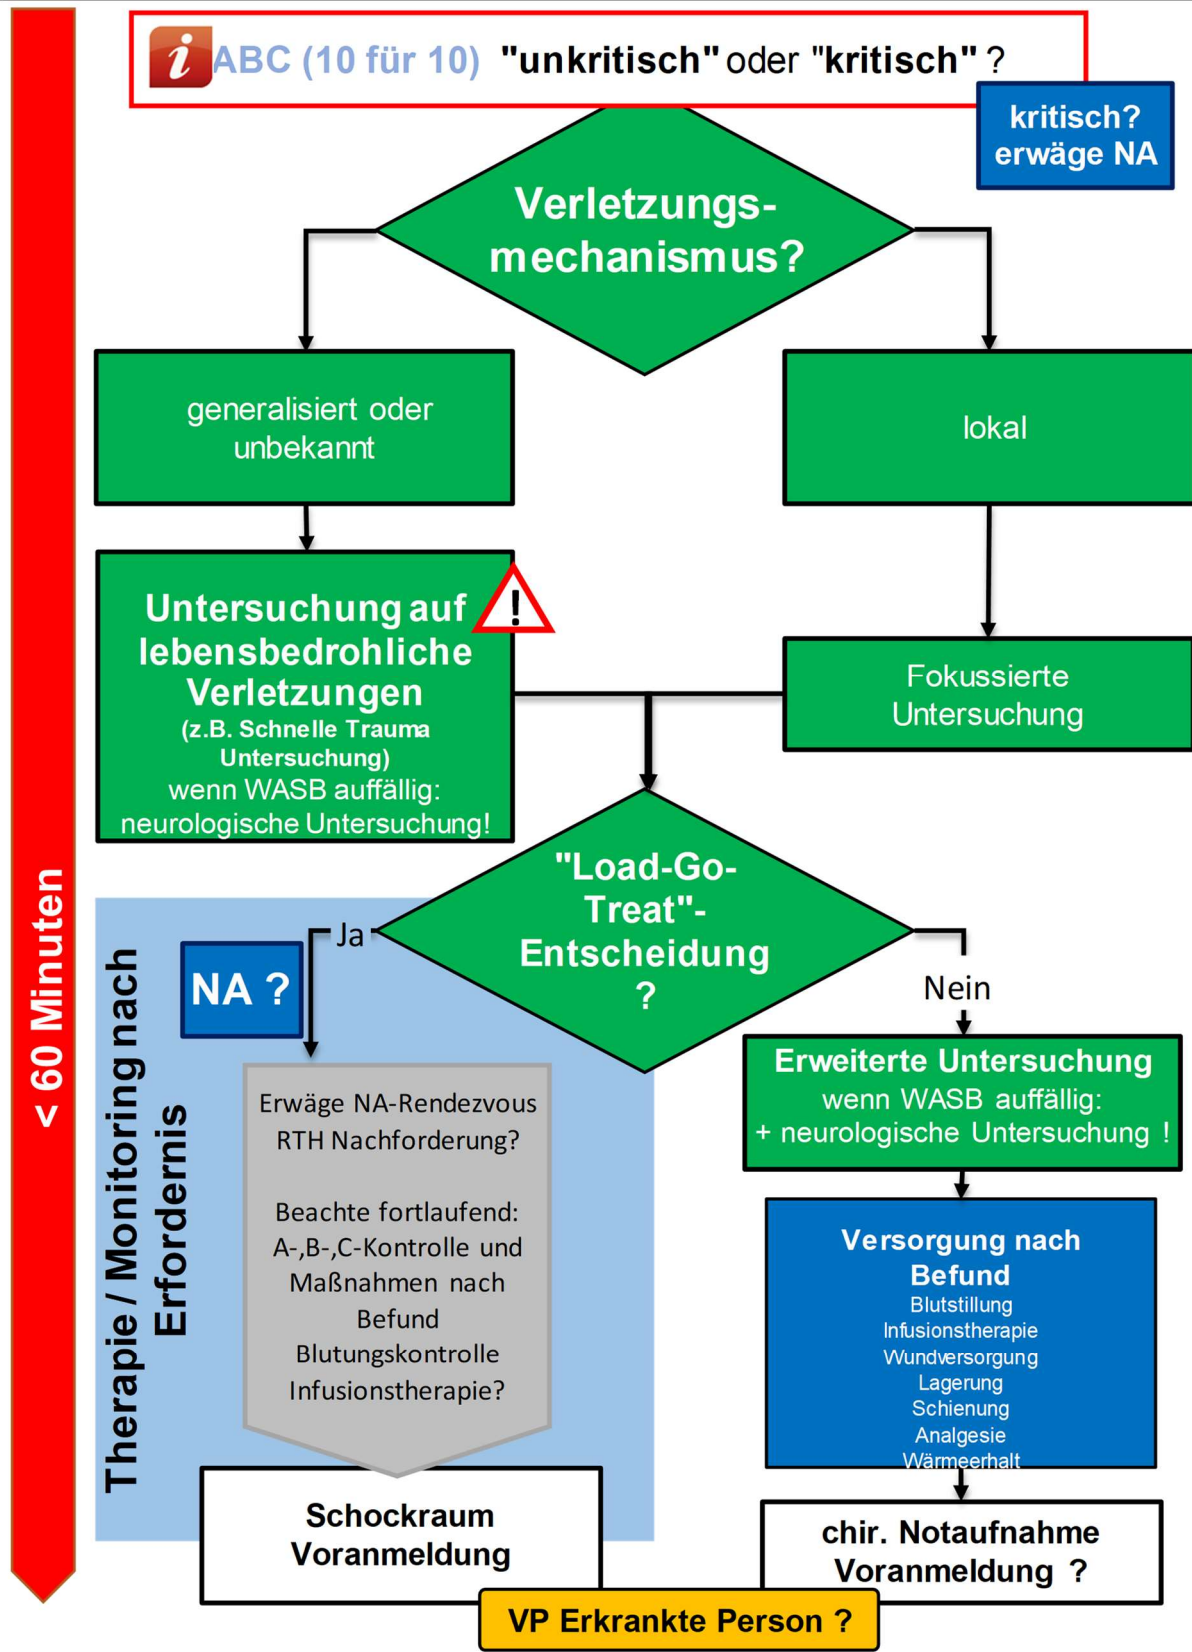 i
ABC (10 für 10) "unkritisch" oder "kritisch" ?
kritisch?
erwäge NA
Verletzungs-
mechanismus?
generalisiert oder
unbekannt
lokal
Untersuchung auf
lebensbedrohliche
Verletzungen
(z.B. Schnelle Trauma
Untersuchung)
wenn WASB auffällig:
neurologische Untersuchung!
!
Fokussierte
Untersuchung
"Load-Go-
Treat"-
Entscheidung
?
Ja
Nein
NA ?
< 60 Minuten
Therapie / Monitoring nach
Erfordernis
Erwäge NA-Rendezvous
RTH Nachforderung?
Beachte fortlaufend:
A-,B-,C-Kontrolle und
Maßnahmen nach
Befund
Blutungskontrolle
Infusionstherapie?
Erweiterte Untersuchung
wenn WASB auffällig:
+ neurologische Untersuchung !
Versorgung nach
Befund
Blutstillung
Infusionstherapie
Wundversorgung
Lagerung
Schienung
Analgesie
Wärmeerhalt
Schockraum
Voranmeldung
chir. Notaufnahme
Voranmeldung ?
VP Erkrankte Person ?